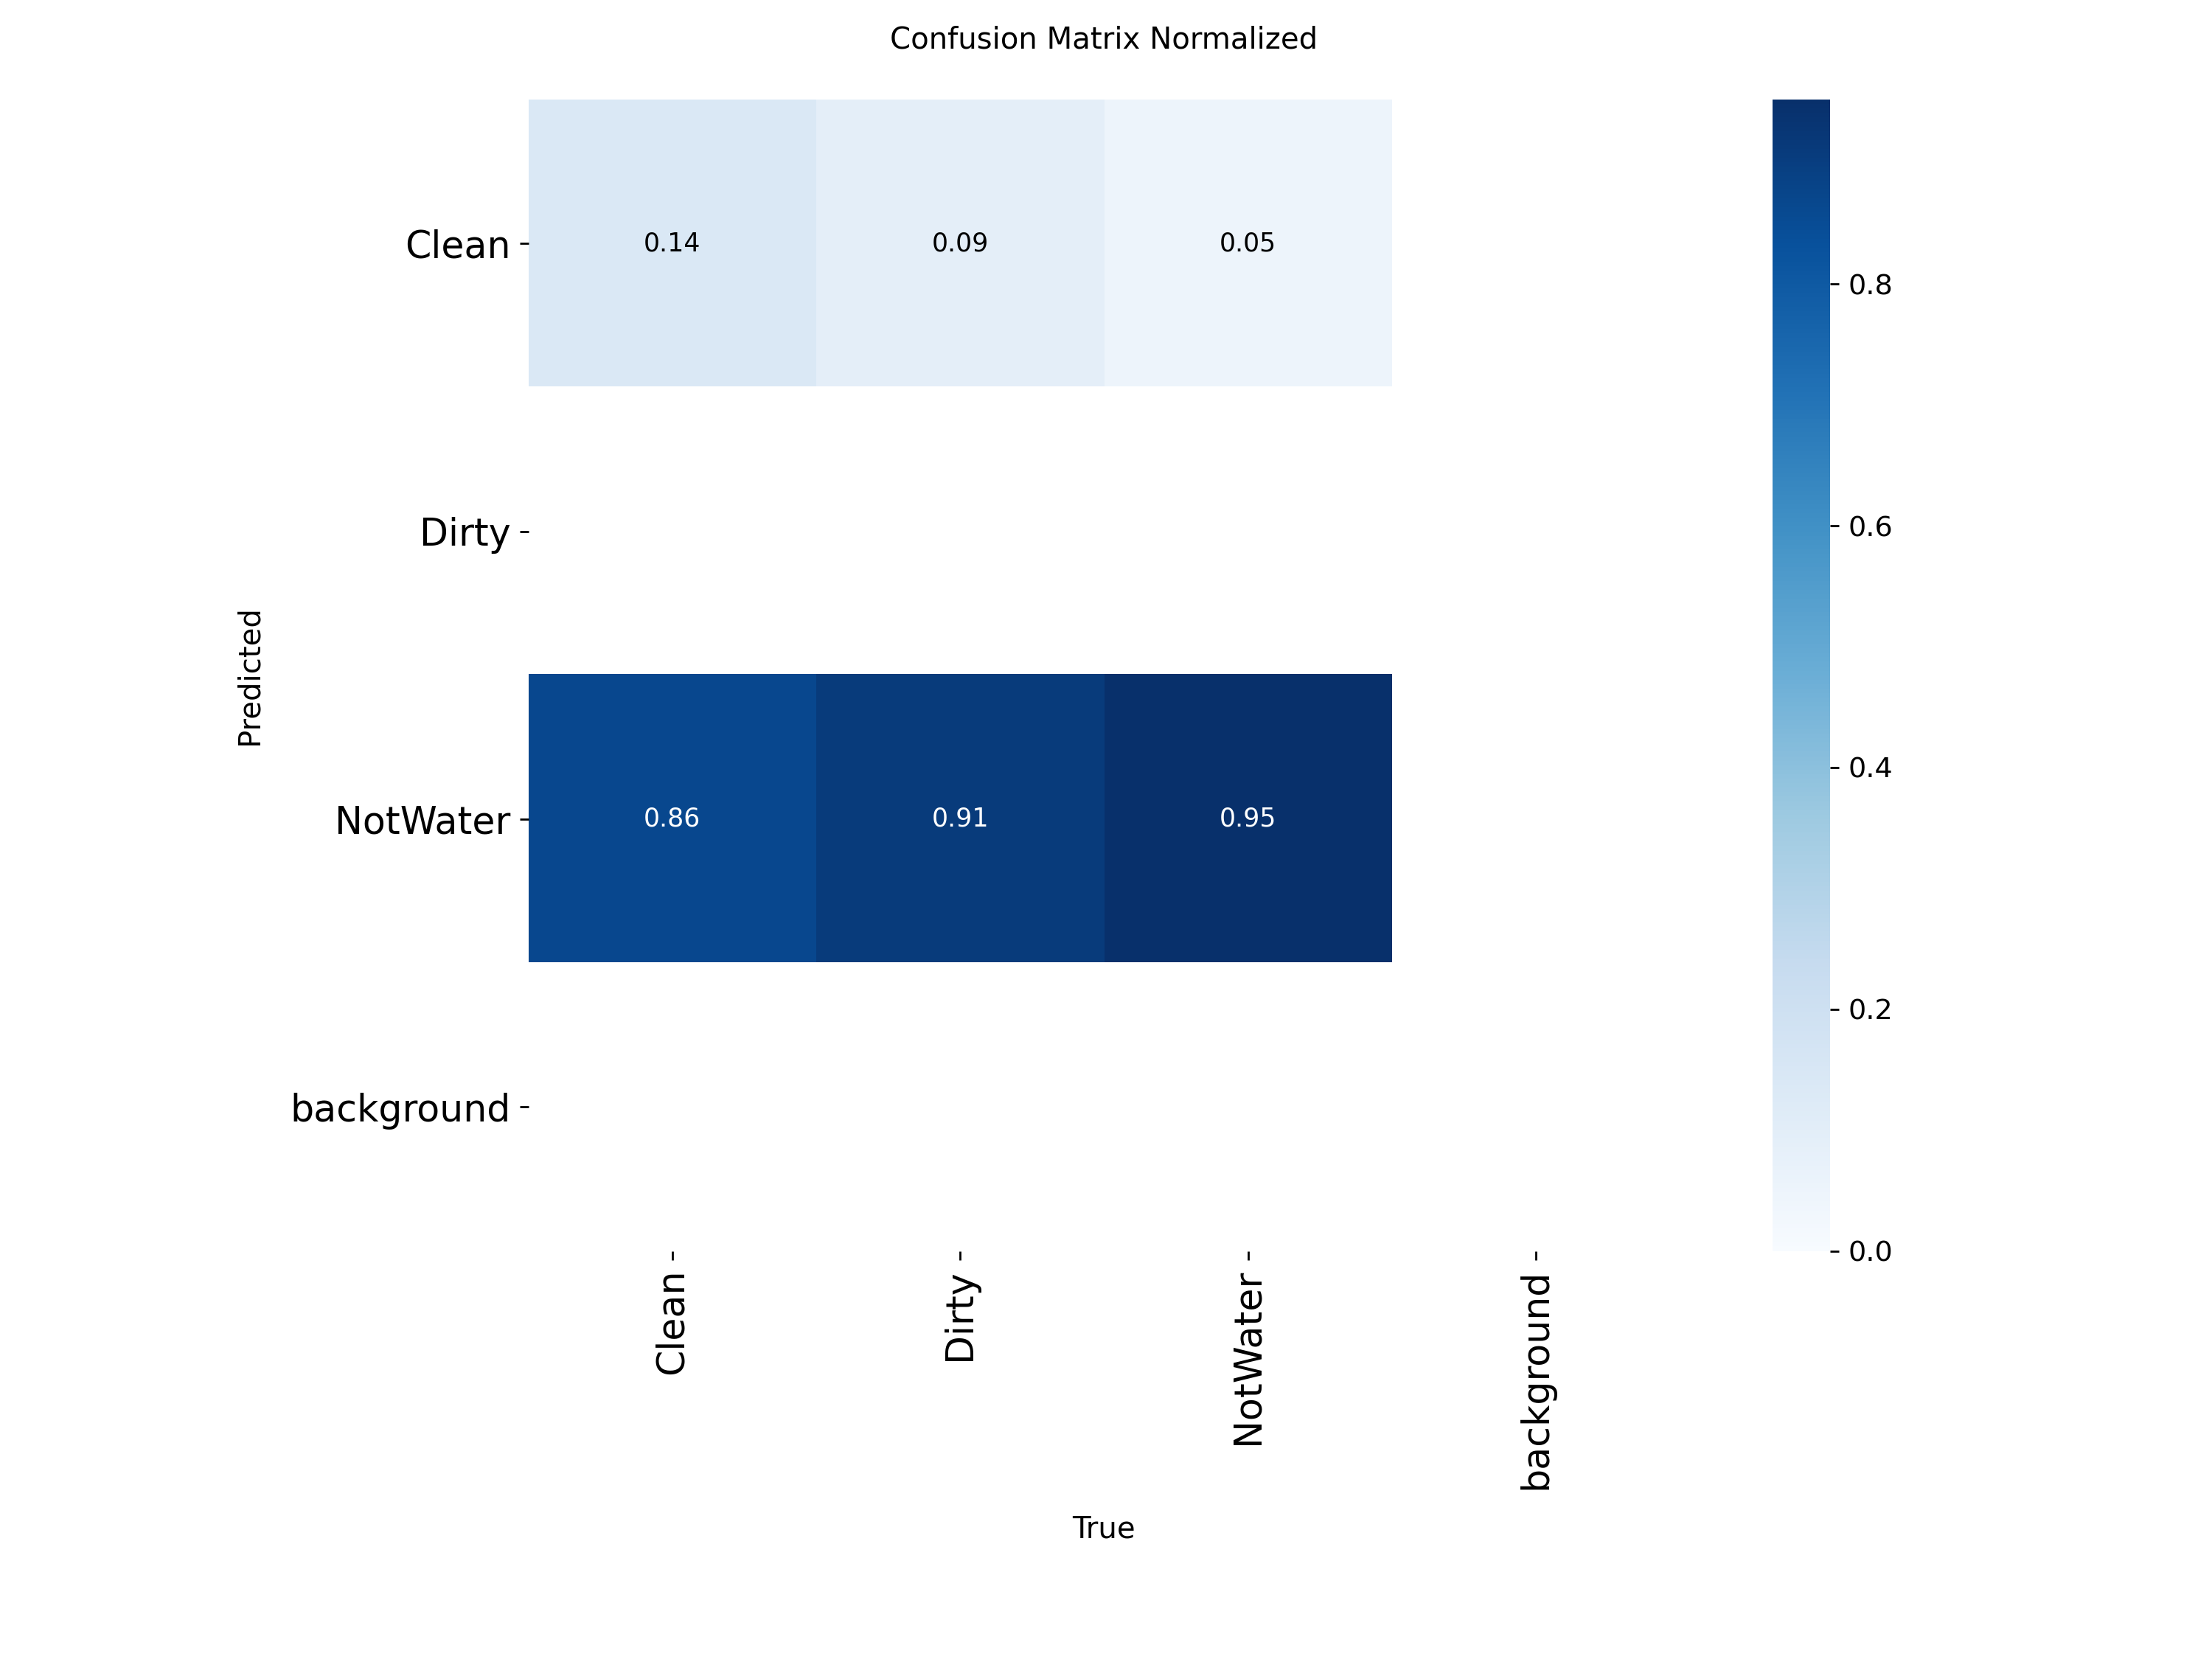 Confusion Matrix Normalized
Clean
0.14 0.09 0.05
Dirty
NotWater
0.86 0.91 0.95
background
Predicted
Clean Dirty NotWater background
True
0.8
0.6
0.4
0.2
0.0